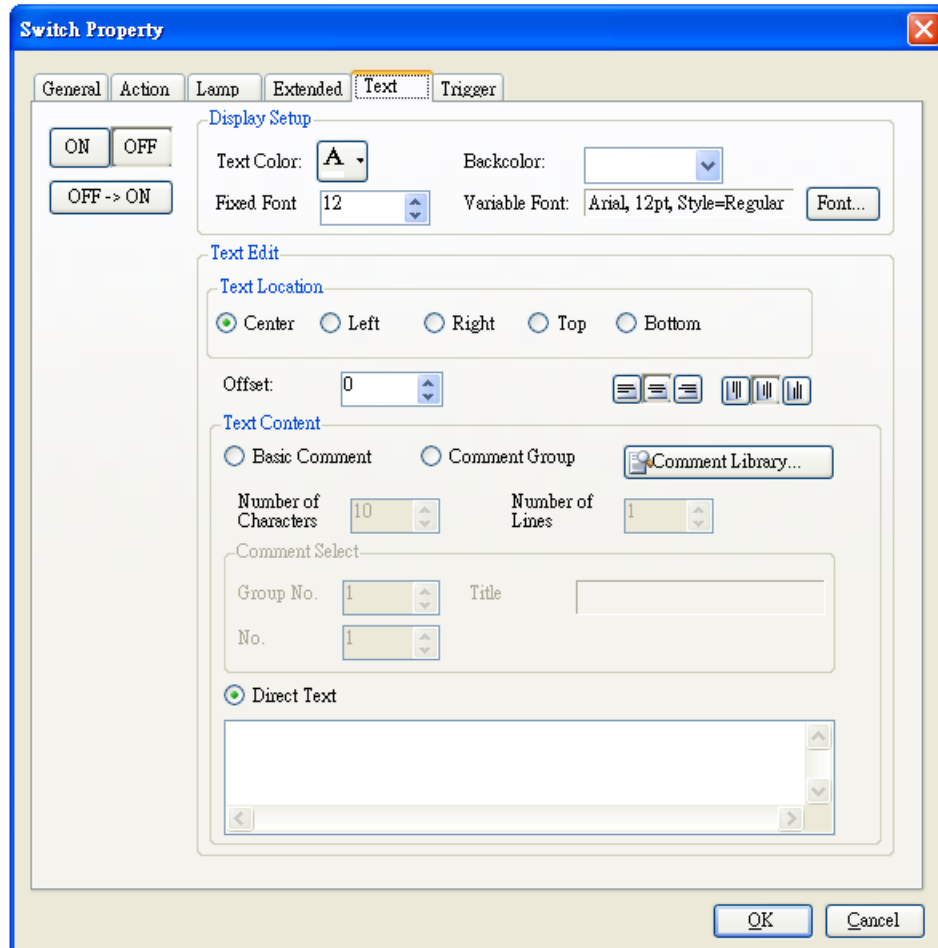 Switch Property
General Action Lamp Extended Text Trigger
ON OFF
OFF -> ON
Display Setup
Text Color: A Backcolor:
Fixed Font 12 Variable Font: Arial, 12pt, Style=Regular Font...
Text Edit
Text Location
Center Left Right Top Bottom
Offset: 0
Text Content
Basic Comment Comment Group Comment Library...
Number of Characters 10 Number of Lines 1
Comment Select
Group No. 1 Title
No. 1
Direct Text
OK Cancel